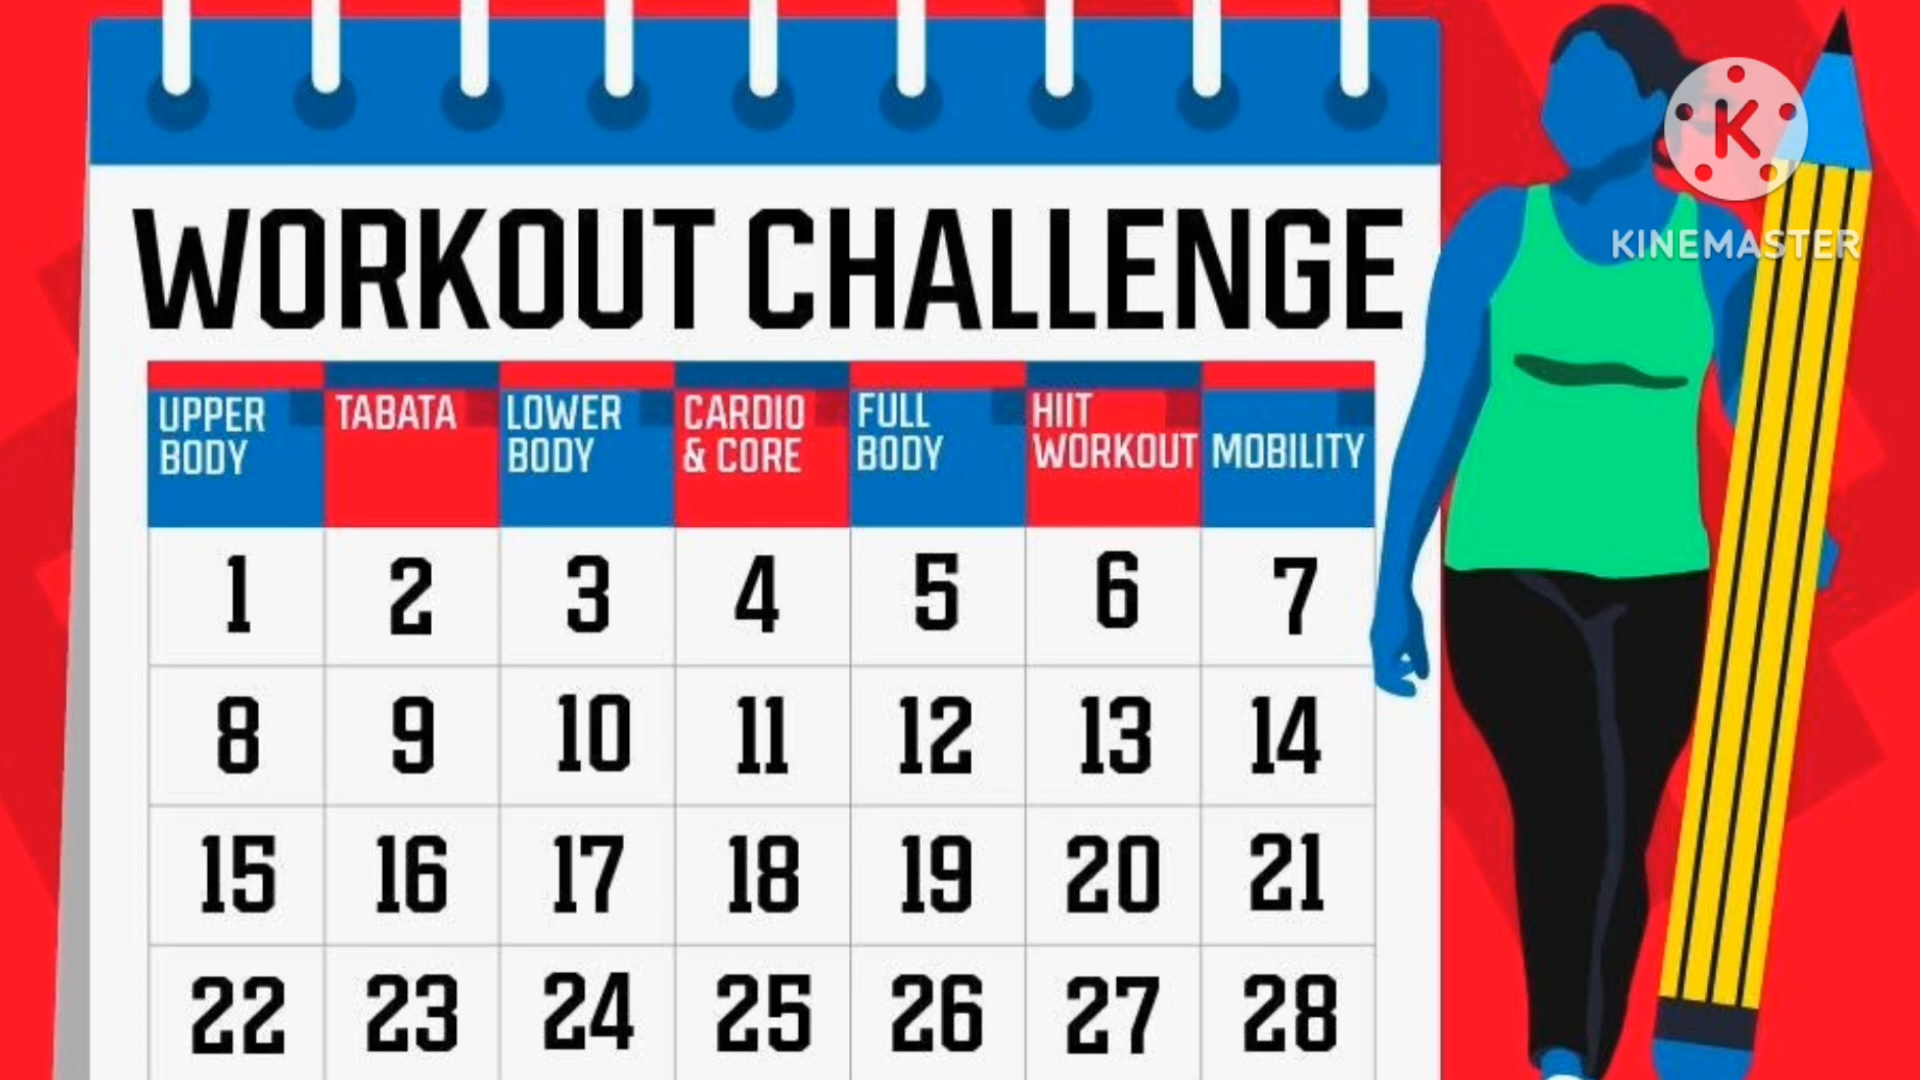 WORKOUT CHALLENGE
UPPER BODY
TABATA
LOWER BODY
CARDIO & CORE
FULL BODY
HIIT WORKOUT
MOBILITY
1 2 3 4 5 6 7
8 9 10 11 12 13 14
15 16 17 18 19 20 21
22 23 24 25 26 27 28
K
KINEMASTER